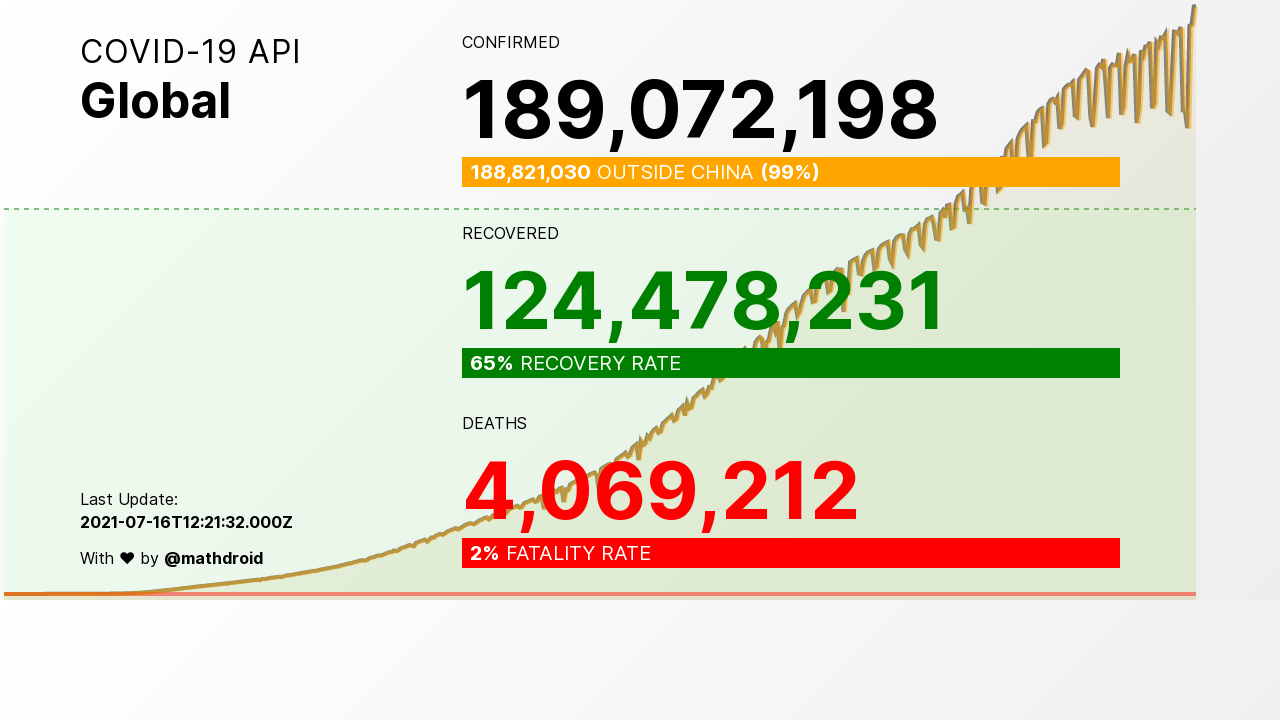 COVID-19 API
Global
CONFIRMED
189,072,198
188,821,030 OUTSIDE CHINA (99%)
RECOVERED
124,478,231
65% RECOVERY RATE
DEATHS
4,069,212
2% FATALITY RATE
Last Update:
2021-07-16T12:21:32.000Z
With ♥ by @mathdroid